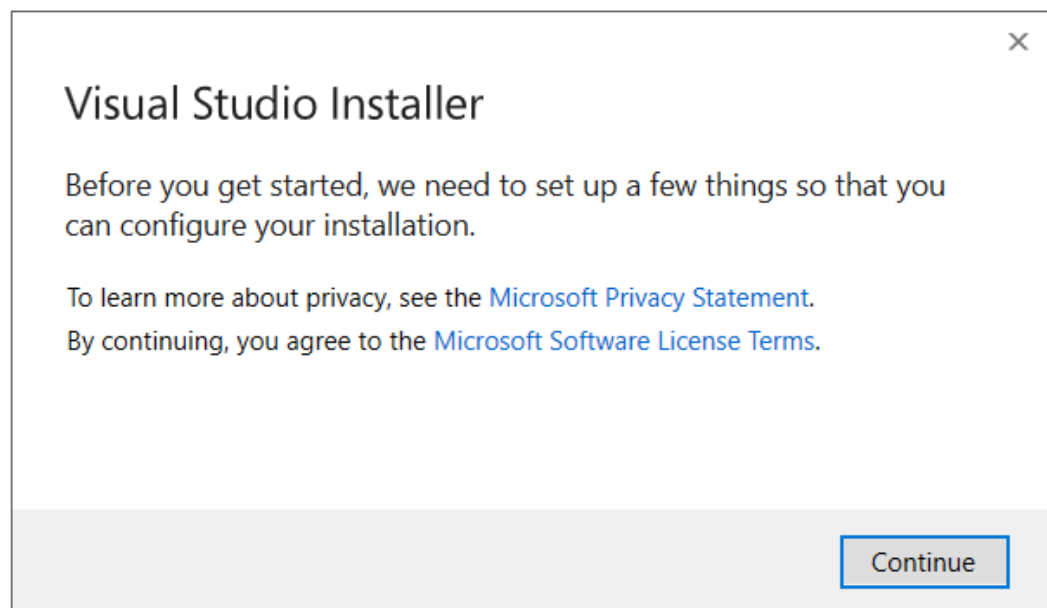 Visual Studio Installer
Before you get started, we need to set up a few things so that you
can configure your installation.
To learn more about privacy, see the Microsoft Privacy Statement.
By continuing, you agree to the Microsoft Software License Terms.
Continue